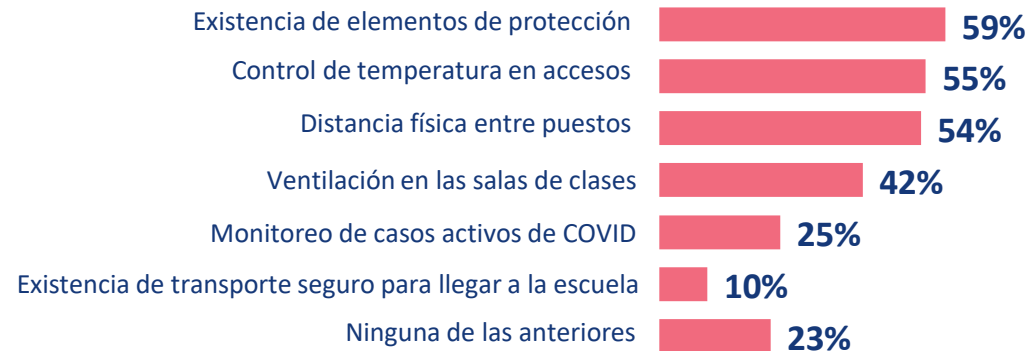 Existencia de elementos de protección 59%
Control de temperatura en accesos 55%
Distancia física entre puestos 54%
Ventilación en las salas de clases 42%
Monitoreo de casos activos de COVID 25%
Existencia de transporte seguro para llegar a la escuela 10%
Ninguna de las anteriores 23%